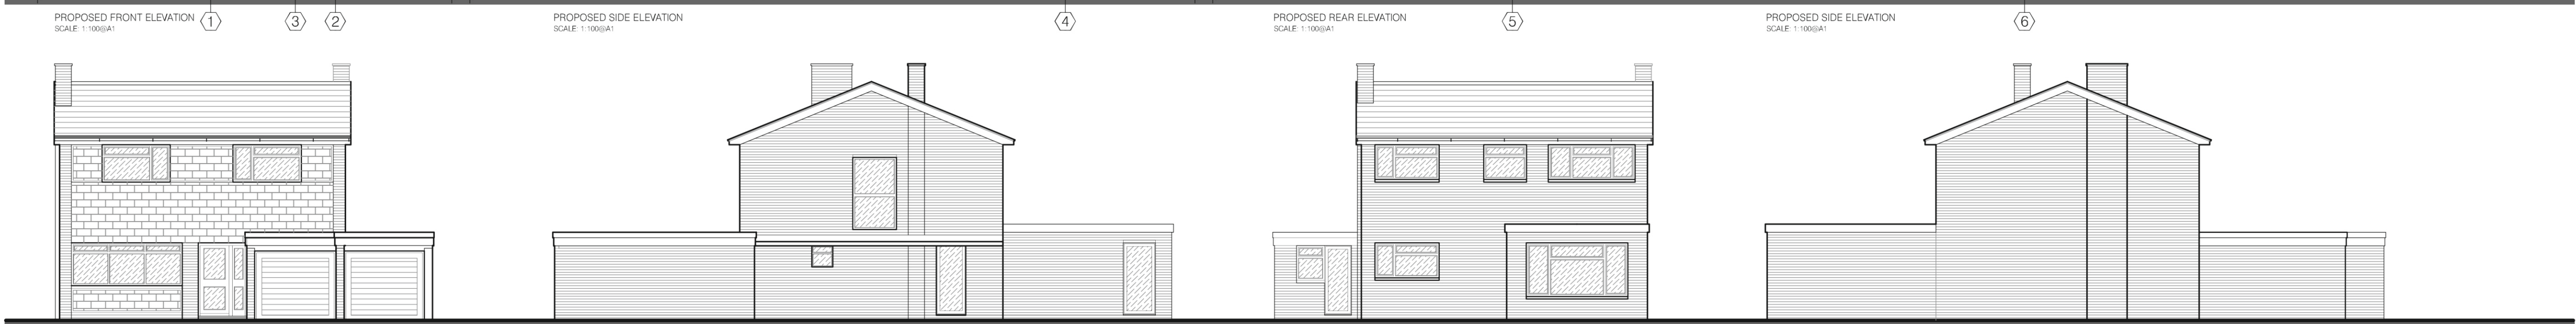 PROPOSED FRONT ELEVATION 1 3 2
SCALE: 1:100@A1
PROPOSED SIDE ELEVATION 4
SCALE: 1:100@A1
PROPOSED REAR ELEVATION 5
SCALE: 1:100@A1
PROPOSED SIDE ELEVATION 6
SCALE: 1:100@A1